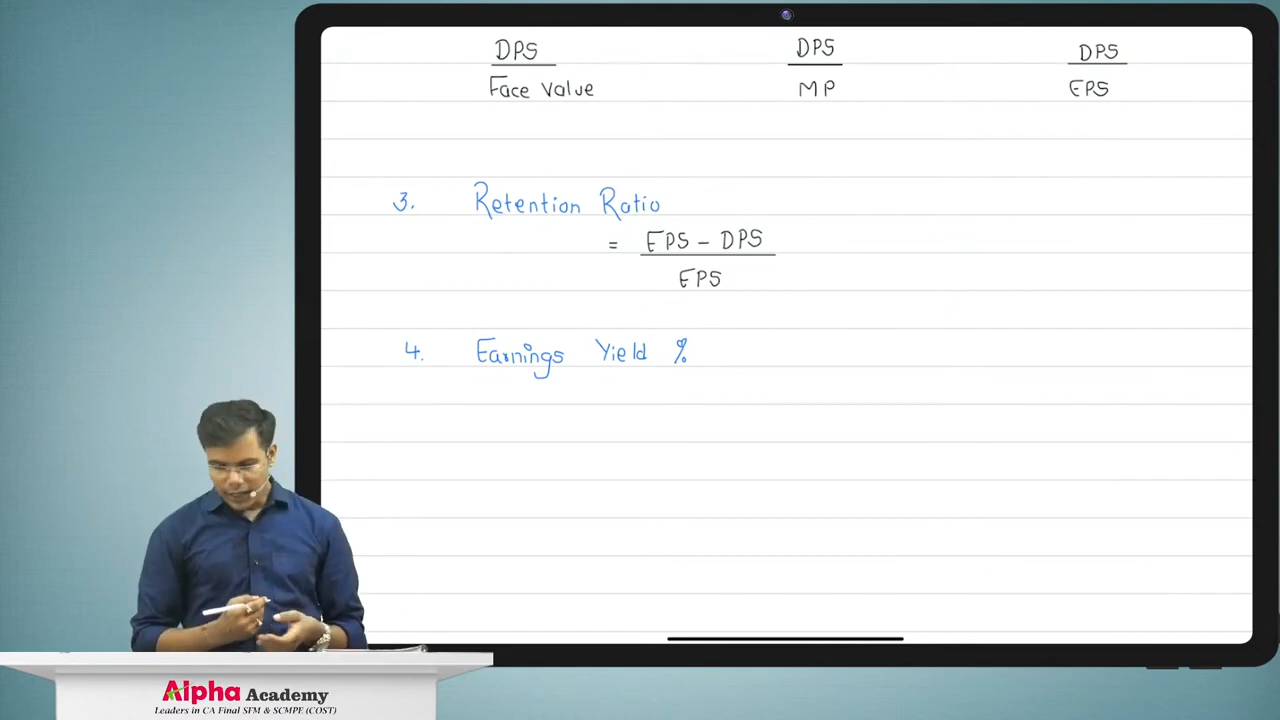 DPS DPS DPS
Face Value MP EPS
3. Retention Ratio
= EPS - DPS
EPS
4. Earnings Yield %
Alpha Academy
Leaders in CA Final SFM & SCMPE (COST)